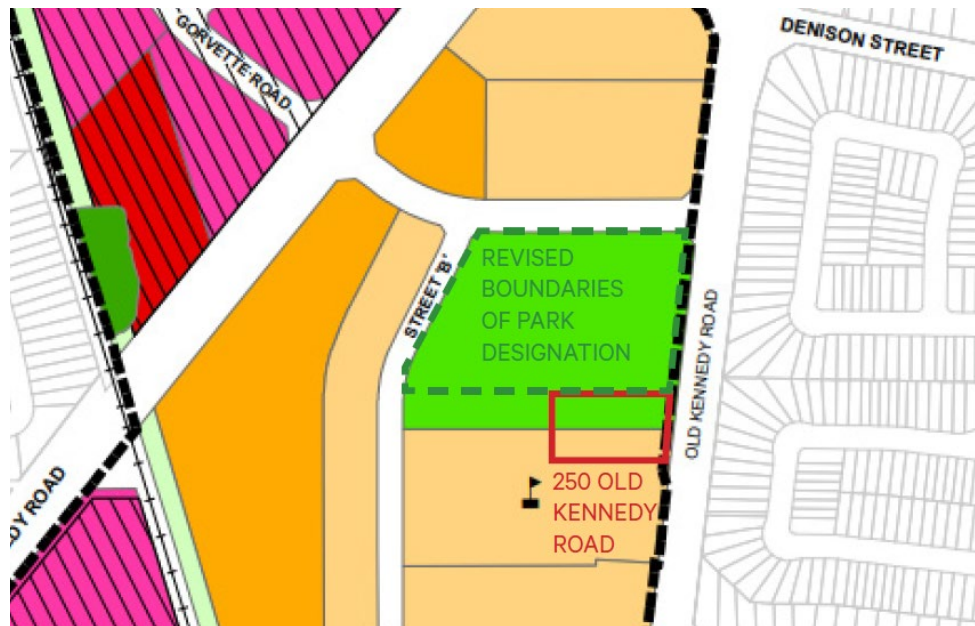 GORVETTE ROAD
DENISON STREET
REVISED
BOUNDARIES
OF PARK
DESIGNATION
STREET 'B'
OLD KENNEDY ROAD
250 OLD
KENNEDY
ROAD
DY ROAD